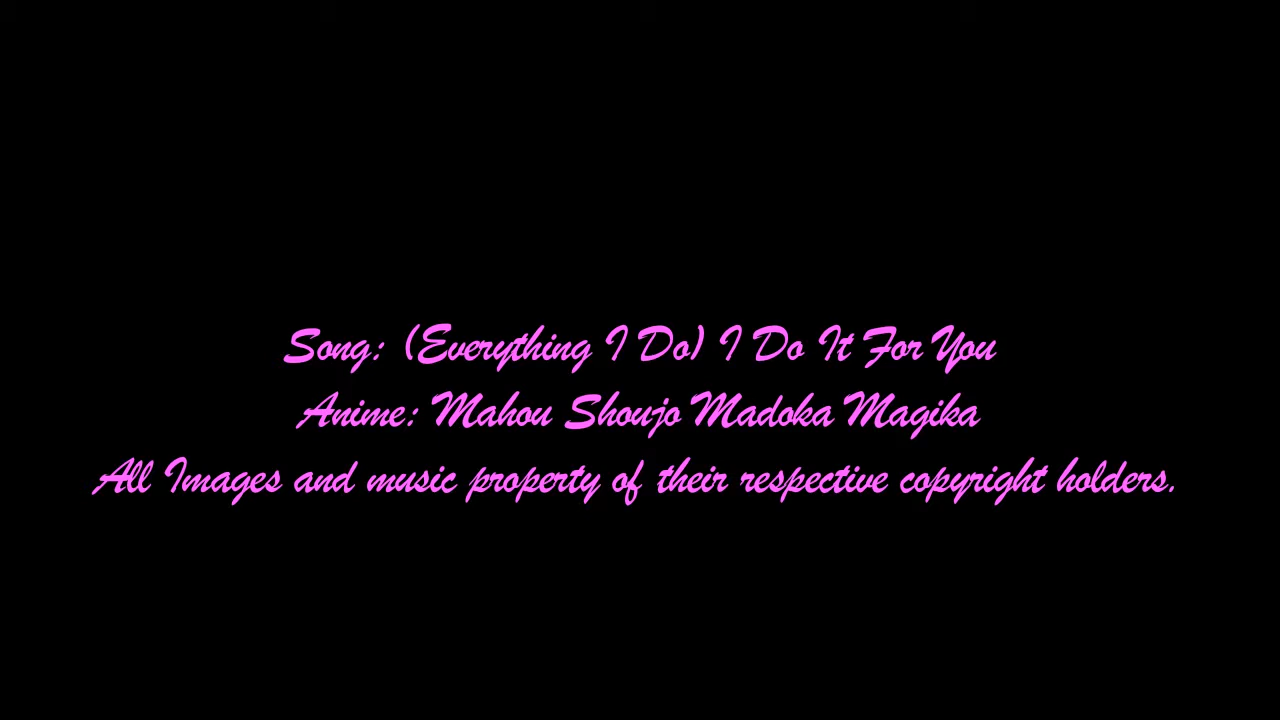 Song: (Everything I Do) I Do It For You
Anime: Mahou Shoujo Madoka Magika
All Images and music property of their respective copyright holders.